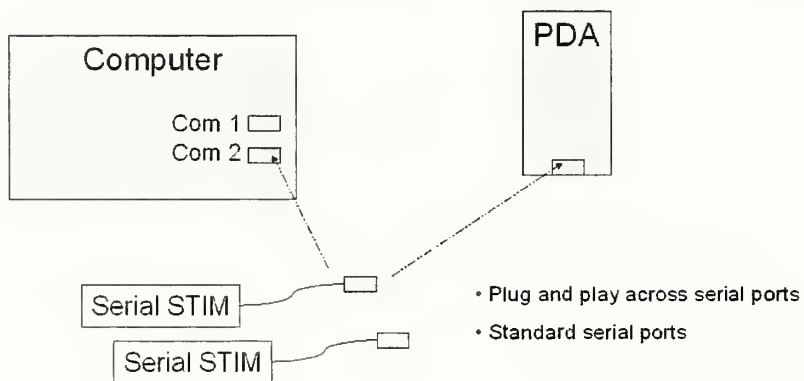 Computer
PDA
Com 1
Com 2
Serial STIM
• Plug and play across serial ports
• Standard serial ports
Serial STIM